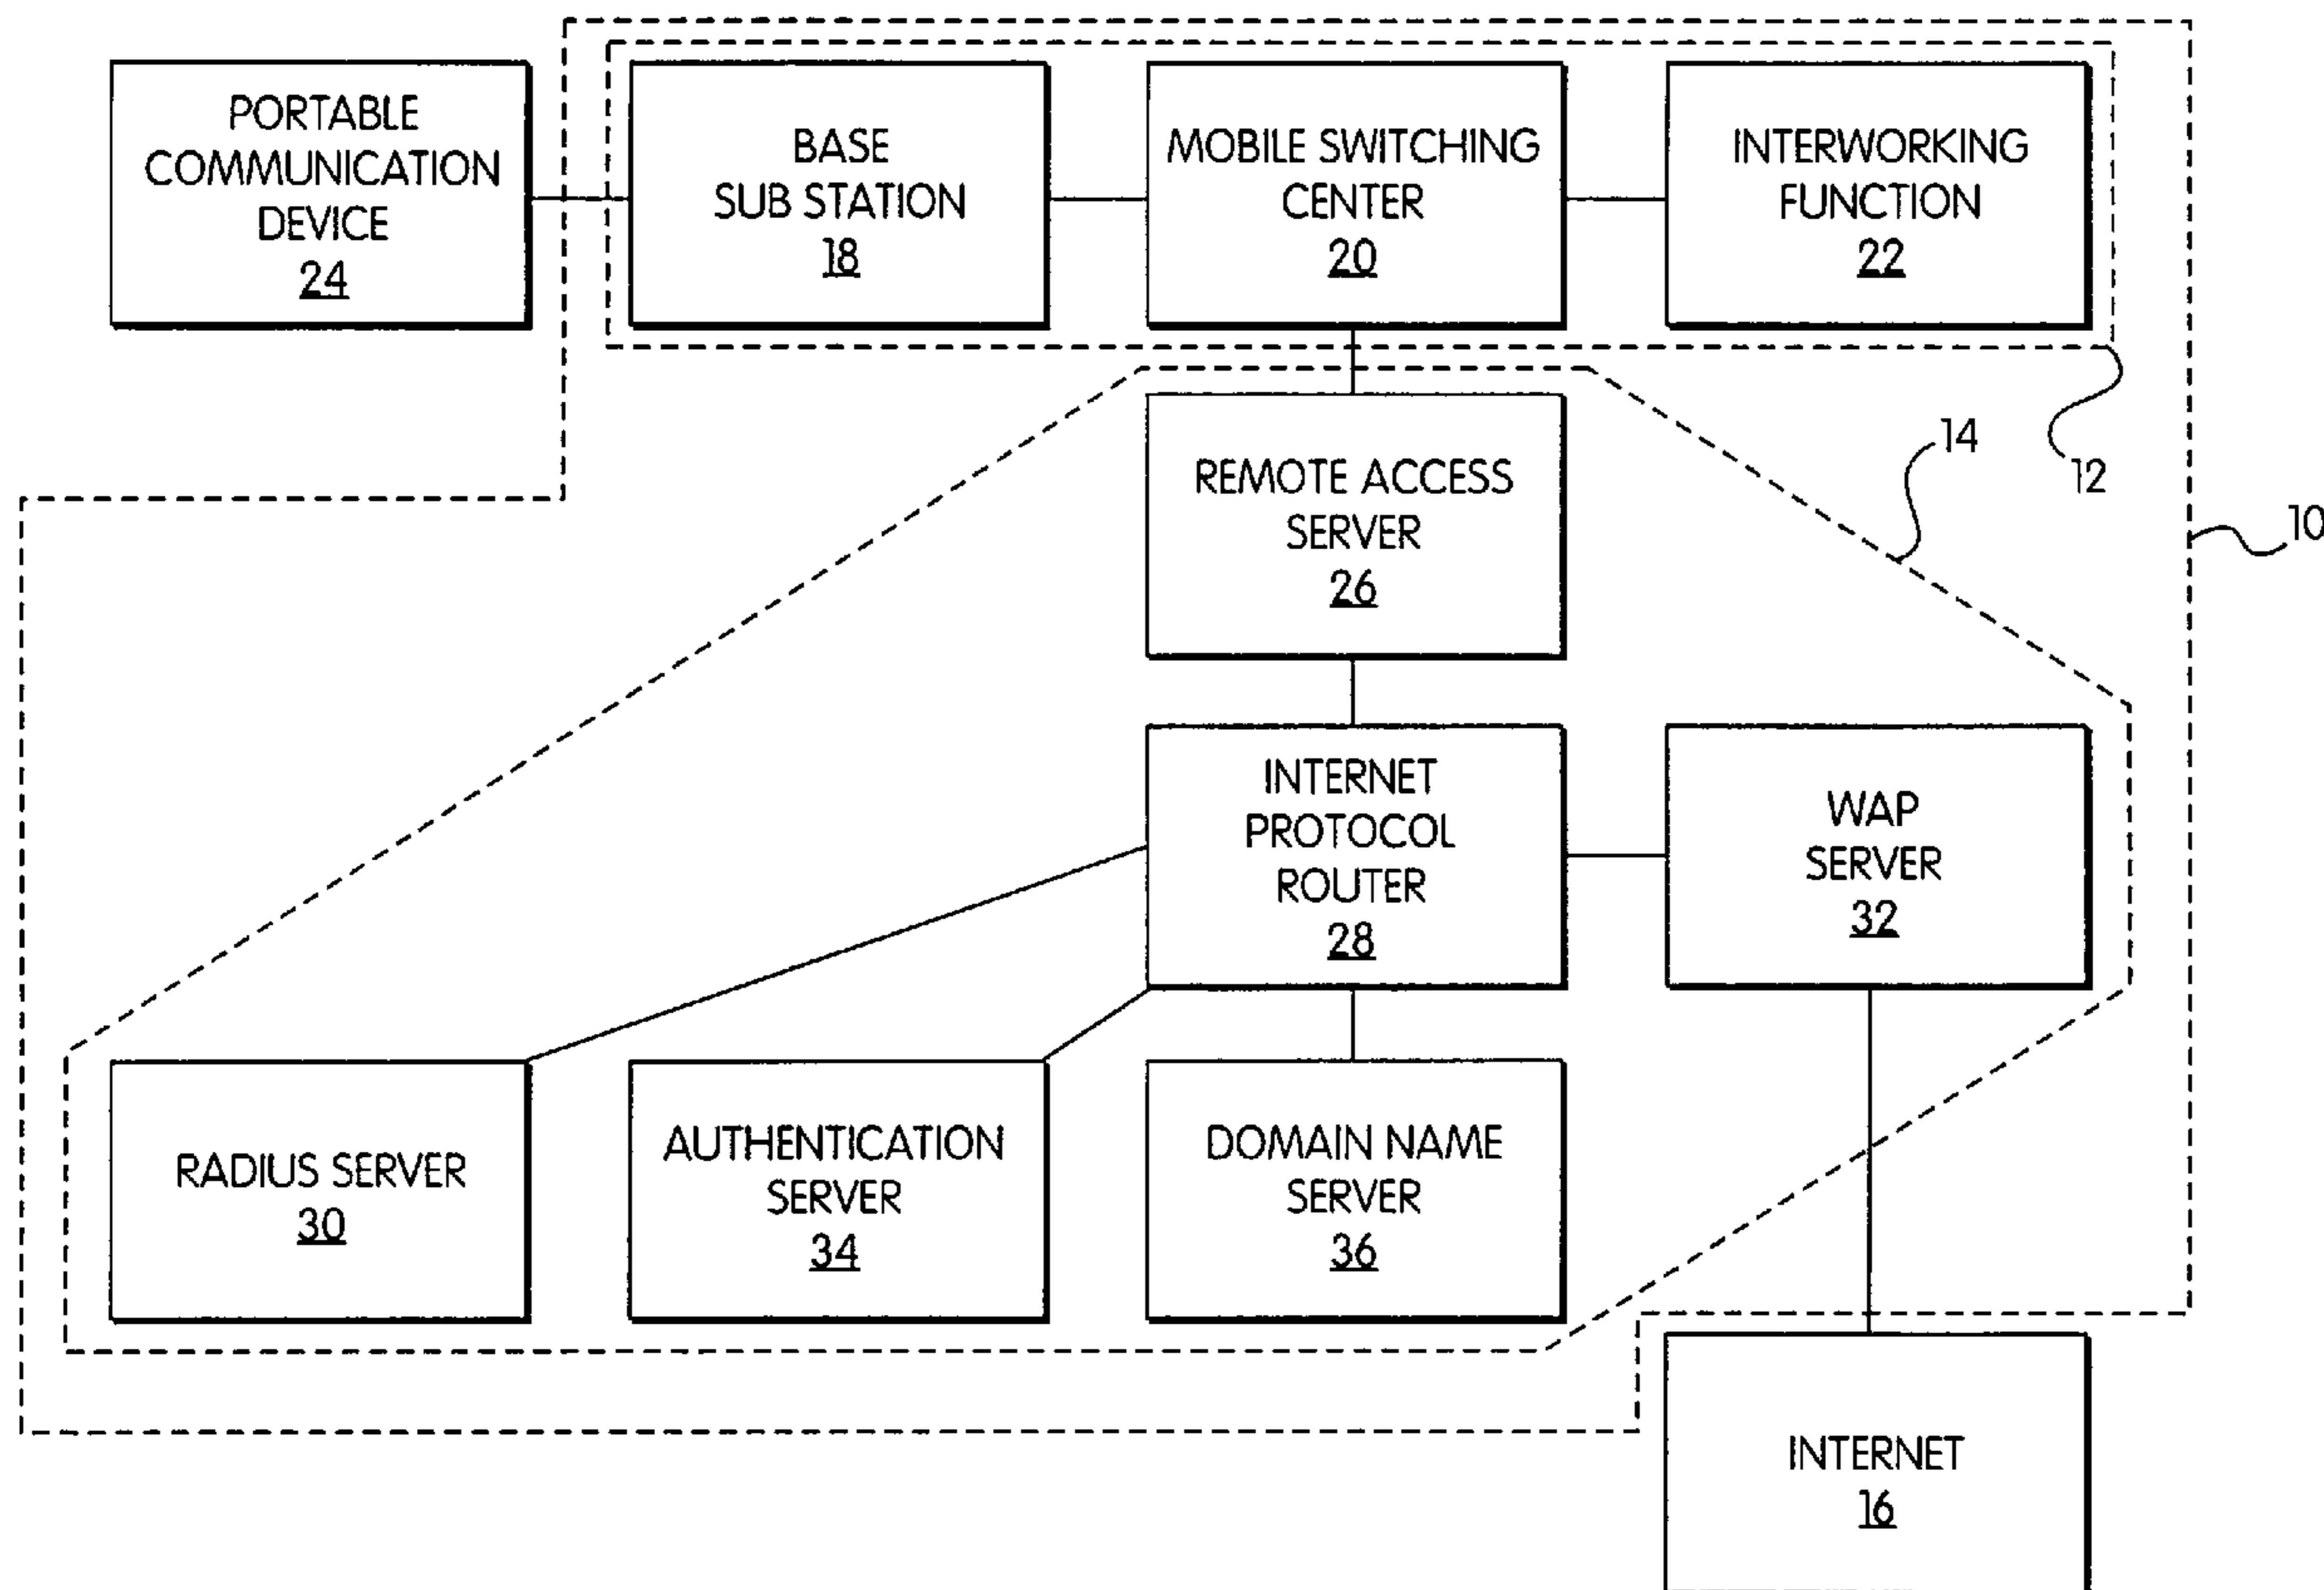 PORTABLE
COMMUNICATION
DEVICE
24
BASE
SUB STATION
18
MOBILE SWITCHING
CENTER
20
INTERWORKING
FUNCTION
22
REMOTE ACCESS
SERVER
26
14
12
10
INTERNET
PROTOCOL
ROUTER
28
WAP
SERVER
32
RADIUS SERVER
30
AUTHENTICATION
SERVER
34
DOMAIN NAME
SERVER
36
INTERNET
16